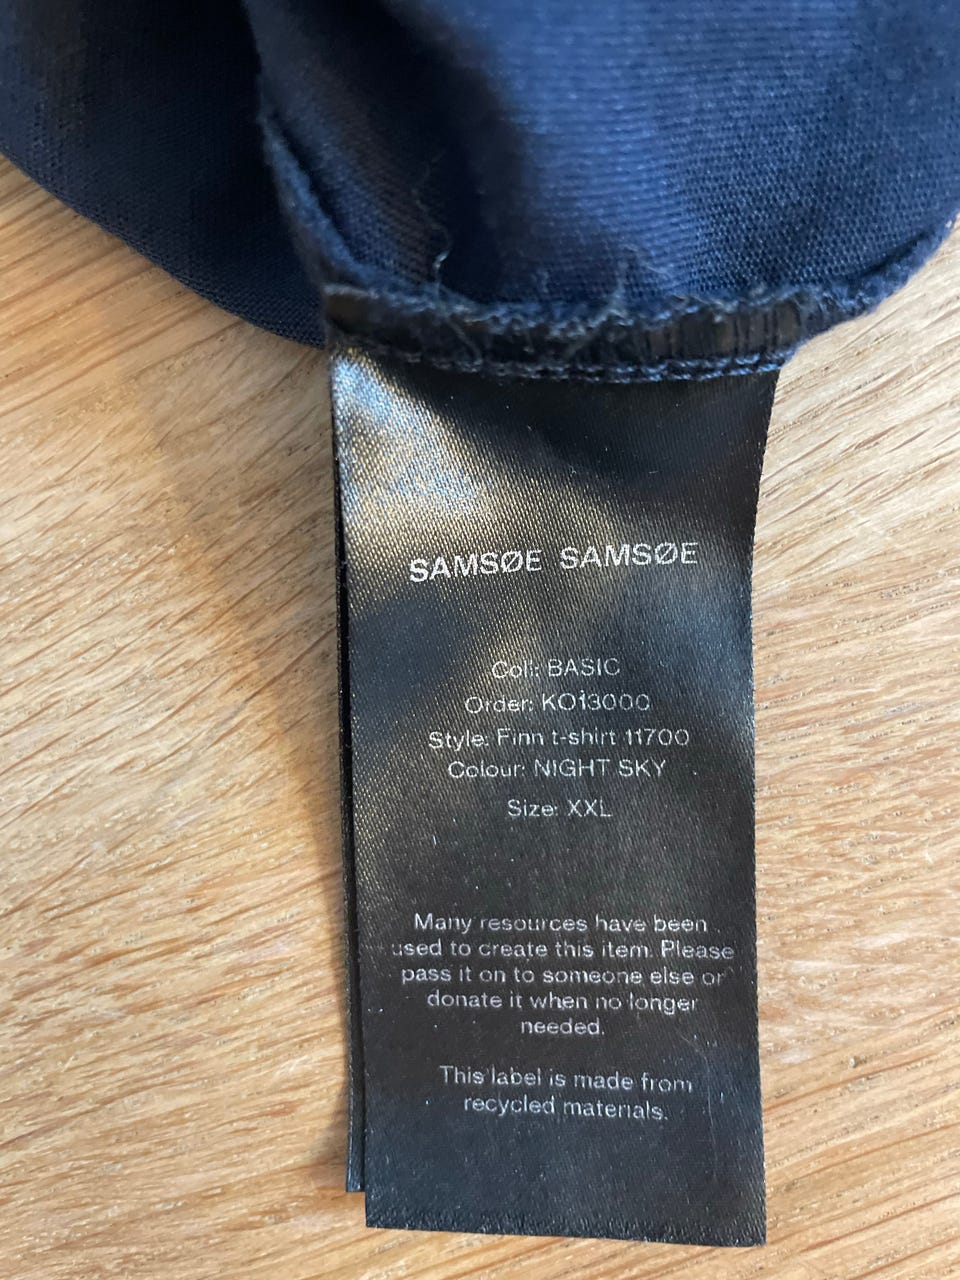 SAMSØE SAMSØE
Coll: BASIC
Order: KO13000
Style: Finn t-shirt 11700
Colour: NIGHT SKY
Size: XXL
Many resources have been
used to create this item. Please
pass it on to someone else or
donate it when no longer
needed.
This label is made from
recycled materials.